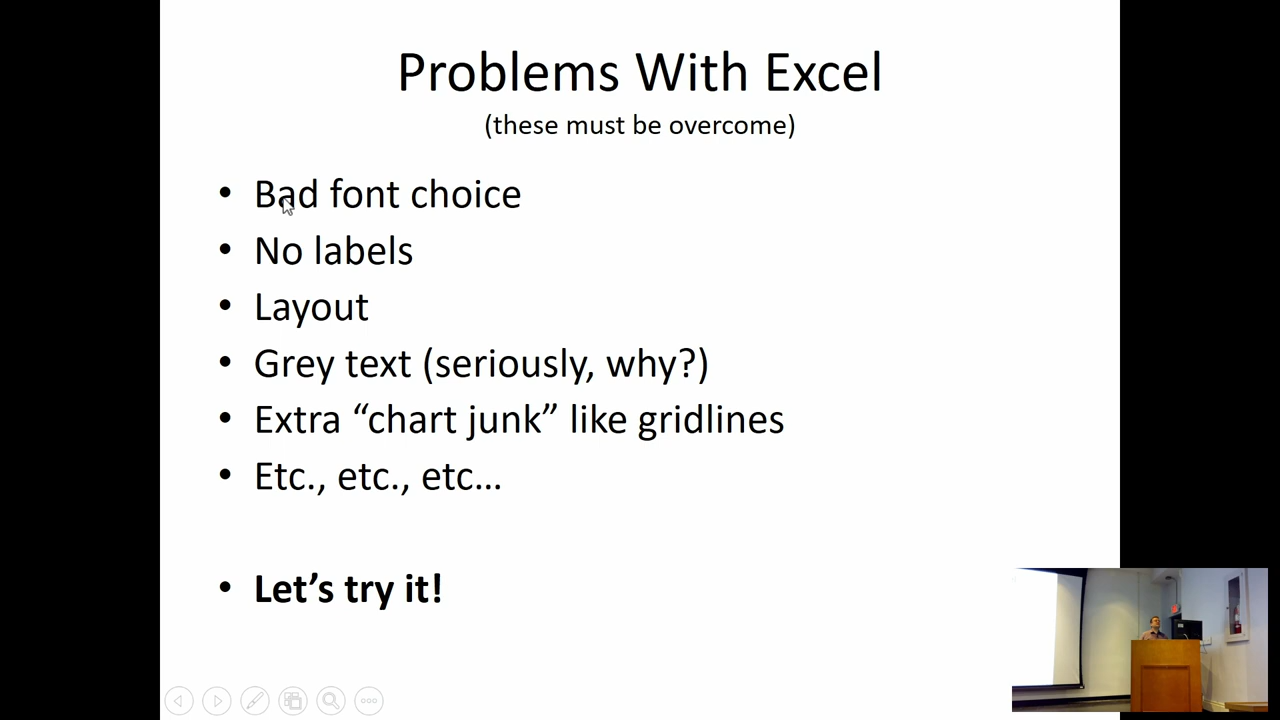 Problems With Excel
(these must be overcome)
• Bad font choice
• No labels
• Layout
• Grey text (seriously, why?)
• Extra “chart junk” like gridlines
• Etc., etc., etc…
• Let’s try it!